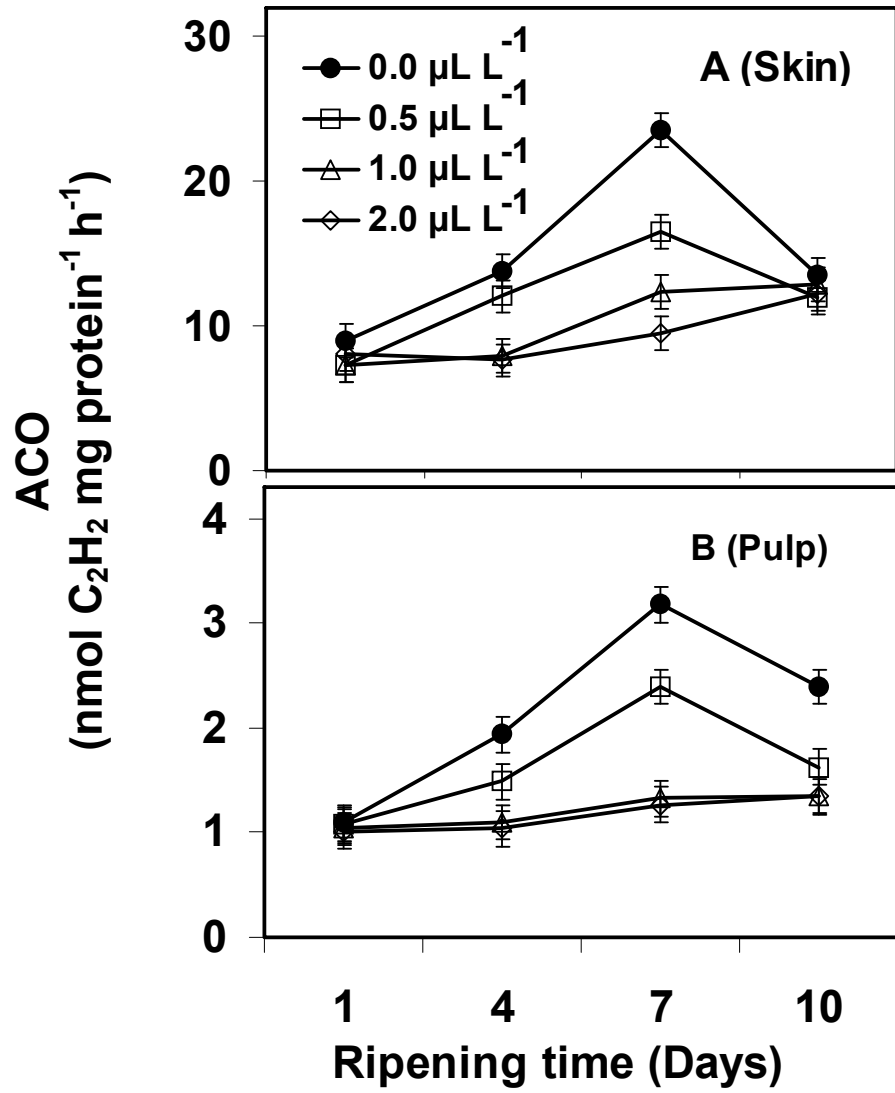 ACO
(nmol C₂H₂ mg protein⁻¹ h⁻¹)
30
20
10
0
0.0 µL L⁻¹
0.5 µL L⁻¹
1.0 µL L⁻¹
2.0 µL L⁻¹
A (Skin)
4
3
2
1
0
B (Pulp)
1 4 7 10
Ripening time (Days)